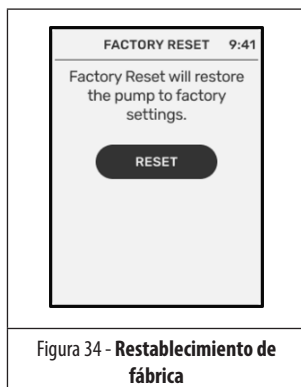 FACTORY RESET 9:41
Factory Reset will restore
the pump to factory
settings.
RESET
Figura 34 - Restablecimiento de
fábrica